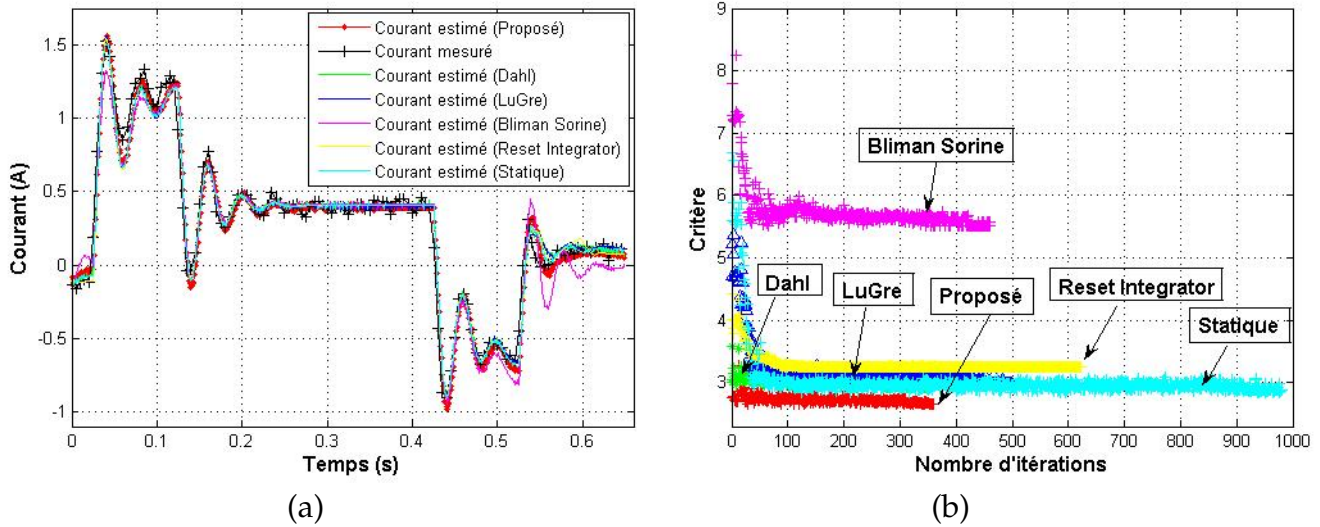 Courant (A)
1.5
1
0.5
0
-0.5
-1
0
0.1
0.2
0.3
0.4
0.5
0.6
Temps (s)
Courant estimé (Proposé)
Courant mesuré
Courant estimé (Dahl)
Courant estimé (LuGre)
Courant estimé (Bliman Sorine)
Courant estimé (Reset Integrator)
Courant estimé (Statique)
(a)
Critère
9
8
7
6
5
4
3
0
100
200
300
400
500
600
700
800
900
1000
Nombre d'itérations
Bliman Sorine
Dahl
LuGre
Proposé
Reset Integrator
Statique
(b)